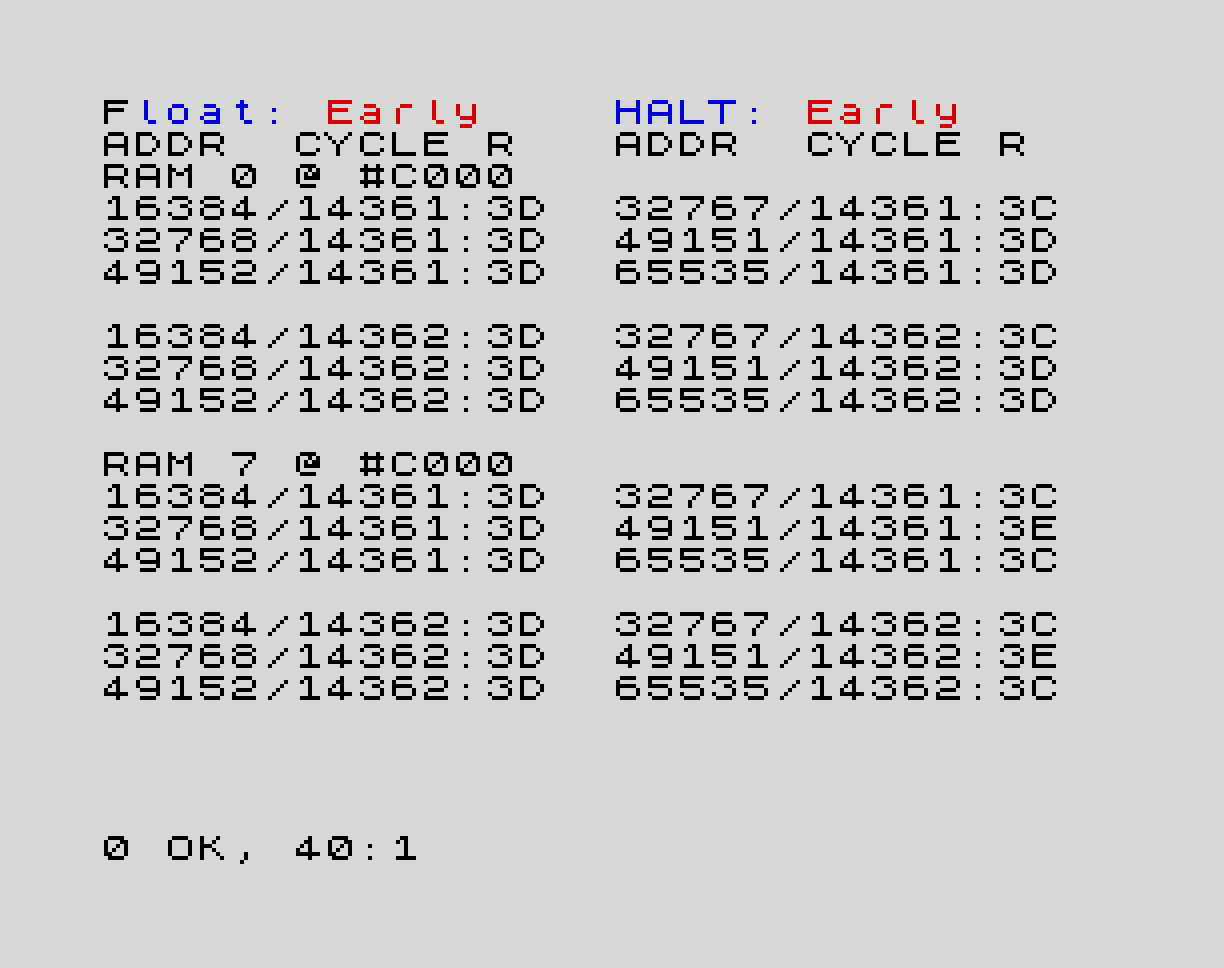 Float: Early    HALT: Early
ADDR  CYCLE R   ADDR  CYCLE R
RAM 0 @ #C000
16384/14361:3D  32767/14361:3C
32768/14361:3D  49151/14361:3D
49152/14361:3D  65535/14361:3D
16384/14362:3D  32767/14362:3C
32768/14362:3D  49151/14362:3D
49152/14362:3D  65535/14362:3D
RAM 7 @ #C000
16384/14361:3D  32767/14361:3C
32768/14361:3D  49151/14361:3E
49152/14361:3D  65535/14361:3C
16384/14362:3D  32767/14362:3C
32768/14362:3D  49151/14362:3E
49152/14362:3D  65535/14362:3C
0 OK, 40:1